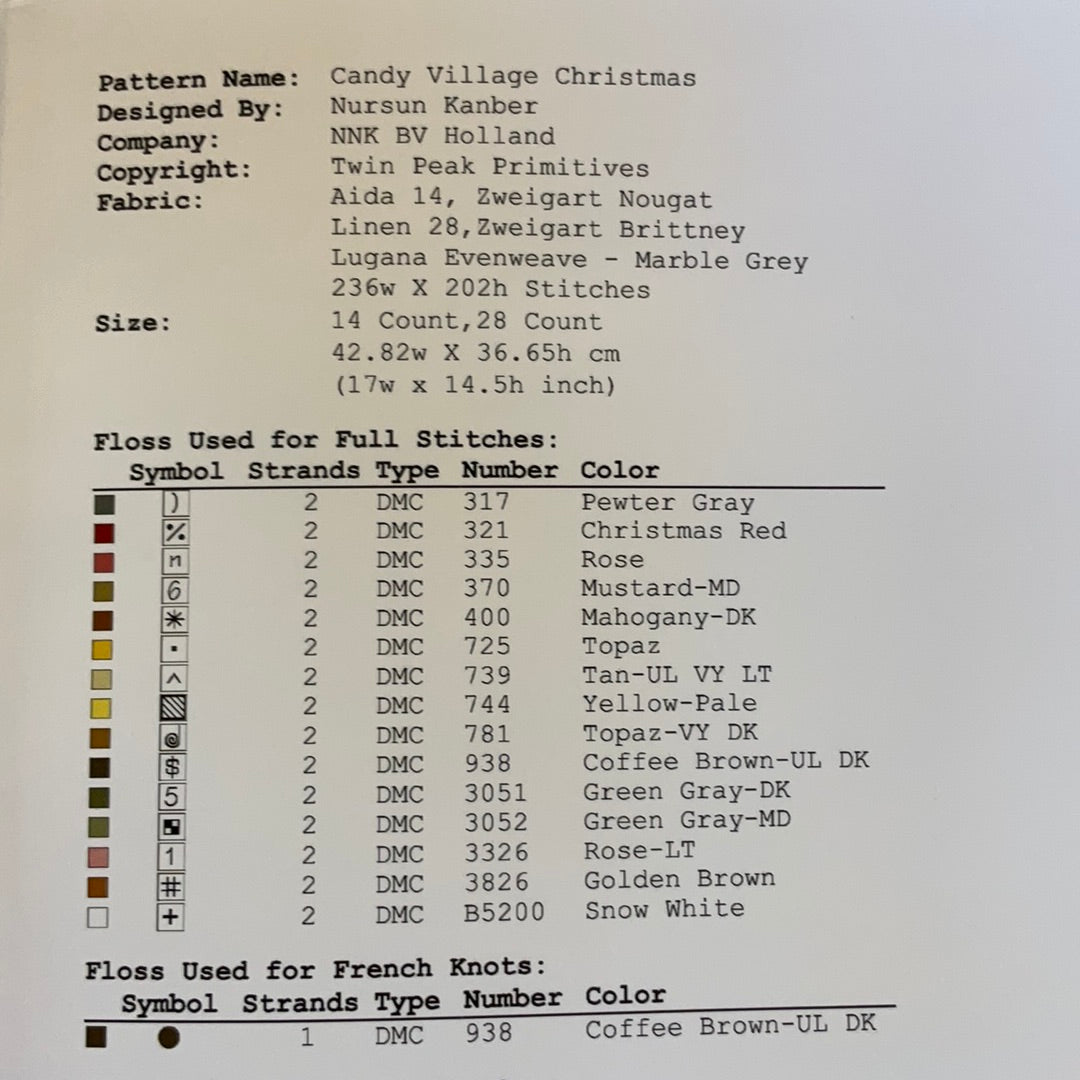 Pattern Name: Candy Village Christmas
Designed By: Nursun Kanber
Company: NNK BV Holland
Copyright: Twin Peak Primitives
Fabric: Aida 14, Zweigart Nougat
Linen 28,Zweigart Brittney
Lugana Evenweave - Marble Grey
236w X 202h Stitches
Size: 14 Count,28 Count
42.82w X 36.65h cm
(17w x 14.5h inch)
Floss Used for Full Stitches:
Symbol Strands Type Number Color
) 2 DMC 317 Pewter Gray
% 2 DMC 321 Christmas Red
n 2 DMC 335 Rose
6 2 DMC 370 Mustard-MD
* 2 DMC 400 Mahogany-DK
· 2 DMC 725 Topaz
^ 2 DMC 739 Tan-UL VY LT
2 DMC 744 Yellow-Pale
@ 2 DMC 781 Topaz-VY DK
$ 2 DMC 938 Coffee Brown-UL DK
5 2 DMC 3051 Green Gray-DK
2 DMC 3052 Green Gray-MD
1 2 DMC 3326 Rose-LT
# 2 DMC 3826 Golden Brown
+ 2 DMC B5200 Snow White
Floss Used for French Knots:
Symbol Strands Type Number Color
● 1 DMC 938 Coffee Brown-UL DK